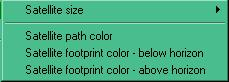 Satellite size
Satellite path color
Satellite footprint color - below horizon
Satellite footprint color - above horizon